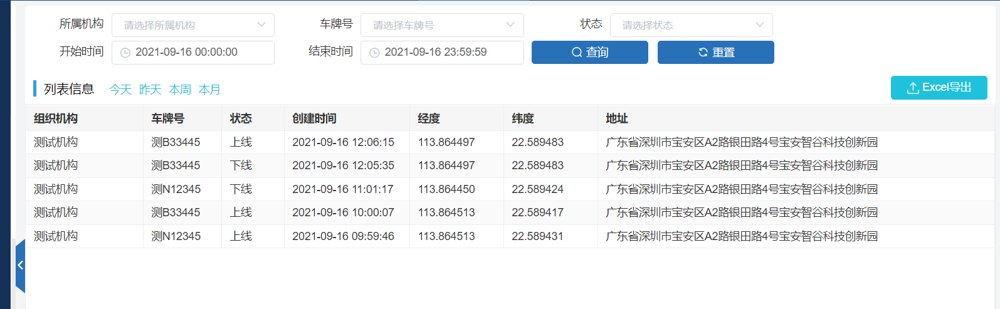 所属机构 请选择所属机构 车牌号 请选择车牌号 状态 请选择状态
开始时间 2021-09-16 00:00:00 结束时间 2021-09-16 23:59:59 查询 重置
列表信息 今天 昨天 本周 本月 Excel导出
组织机构 车牌号 状态 创建时间 经度 纬度 地址
测试机构 测B33445 上线 2021-09-16 12:06:15 113.864497 22.589483 广东省深圳市宝安区A2路银田路4号宝安智谷科技创新园
测试机构 测B33445 下线 2021-09-16 12:05:35 113.864497 22.589483 广东省深圳市宝安区A2路银田路4号宝安智谷科技创新园
测试机构 测N12345 下线 2021-09-16 11:01:17 113.864450 22.589424 广东省深圳市宝安区A2路银田路4号宝安智谷科技创新园
测试机构 测B33445 上线 2021-09-16 10:00:07 113.864513 22.589417 广东省深圳市宝安区A2路银田路4号宝安智谷科技创新园
测试机构 测N12345 上线 2021-09-16 09:59:46 113.864513 22.589431 广东省深圳市宝安区A2路银田路4号宝安智谷科技创新园